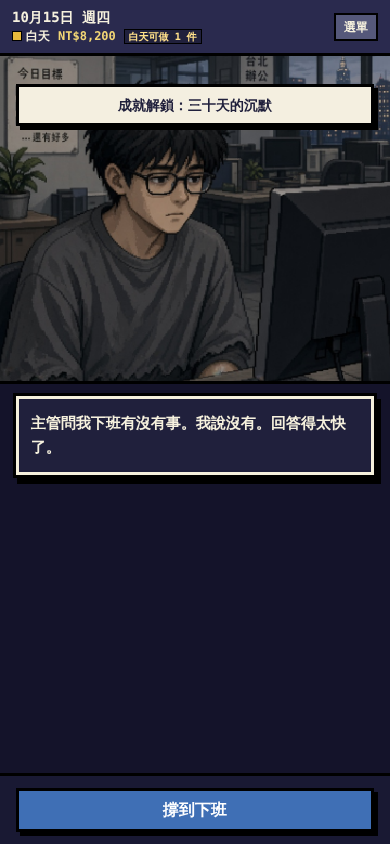 10月15日 週四
白天 NT$8,200 白天可做 1 件
選單
今日目標
…還有好多
台北
辦公
成就解鎖：三十天的沉默
主管問我下班有沒有事。我說沒有。回答得太快
了。
撐到下班